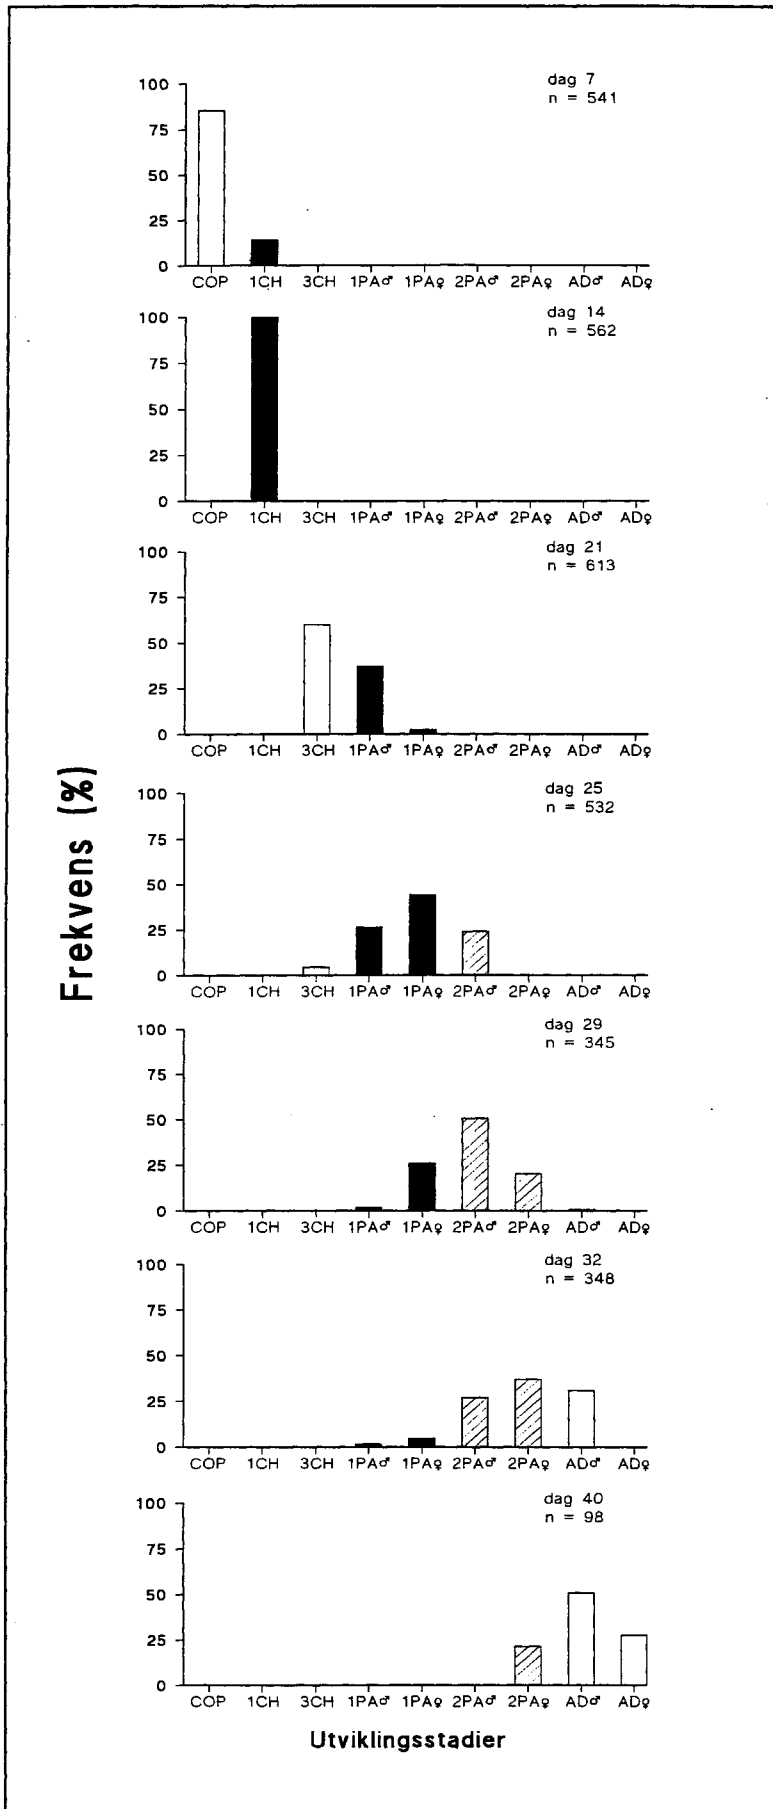 dag 7
n = 541
100
75
50
25
0
COP 1CH 3CH 1PA♂ 1PA♀ 2PA♂ 2PA♀ AD♂ AD♀
dag 14
n = 562
100
75
50
25
0
COP 1CH 3CH 1PA♂ 1PA♀ 2PA♂ 2PA♀ AD♂ AD♀
dag 21
n = 613
100
75
50
25
0
COP 1CH 3CH 1PA♂ 1PA♀ 2PA♂ 2PA♀ AD♂ AD♀
Frekvens (%)
dag 25
n = 532
100
75
50
25
0
COP 1CH 3CH 1PA♂ 1PA♀ 2PA♂ 2PA♀ AD♂ AD♀
dag 29
n = 345
100
75
50
25
0
COP 1CH 3CH 1PA♂ 1PA♀ 2PA♂ 2PA♀ AD♂ AD♀
dag 32
n = 348
100
75
50
25
0
COP 1CH 3CH 1PA♂ 1PA♀ 2PA♂ 2PA♀ AD♂ AD♀
dag 40
n = 98
100
75
50
25
0
COP 1CH 3CH 1PA♂ 1PA♀ 2PA♂ 2PA♀ AD♂ AD♀
Utviklingsstadier